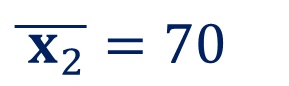 x̅₂ = 70